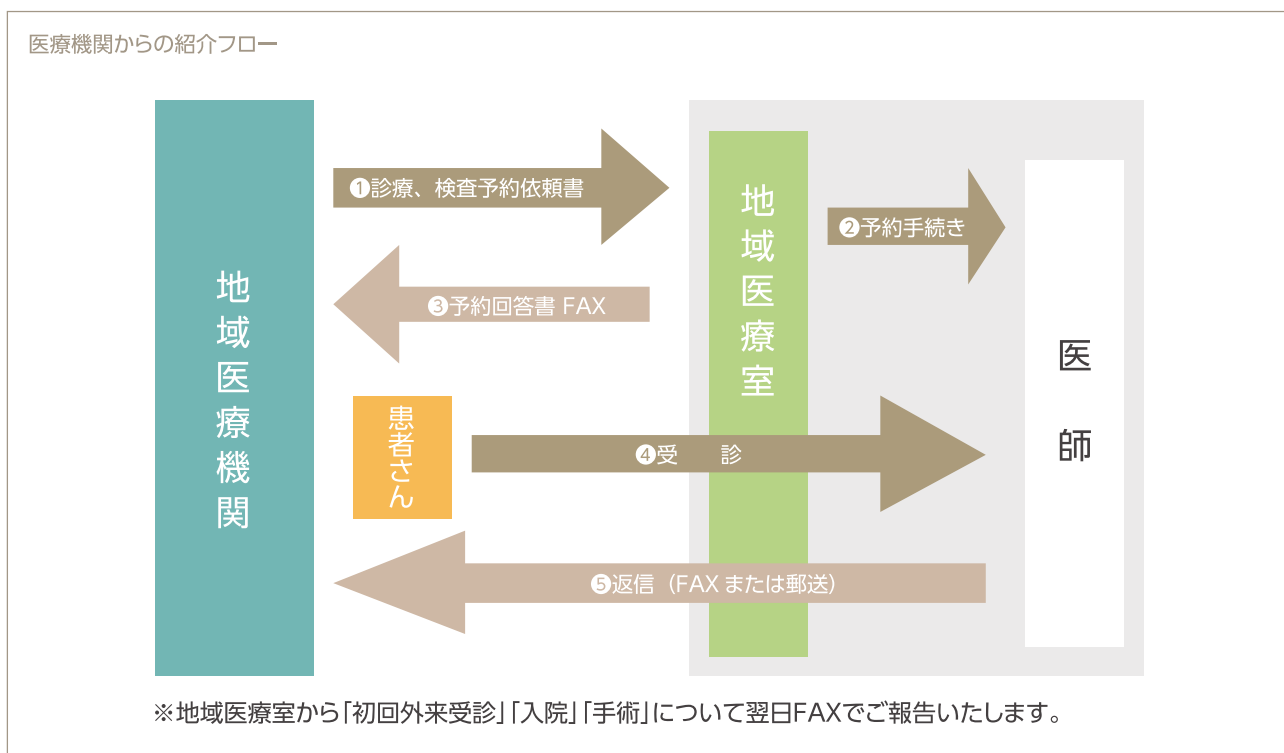 医療機関からの紹介フロー
地域医療機関
❶診療、検査予約依頼書
地域医療室
❷予約手続き
❸予約回答書 FAX
医師
患者さん
❹受　診
❺返信（FAX または郵送）
※地域医療室から「初回外来受診」「入院」「手術」について翌日FAXでご報告いたします。